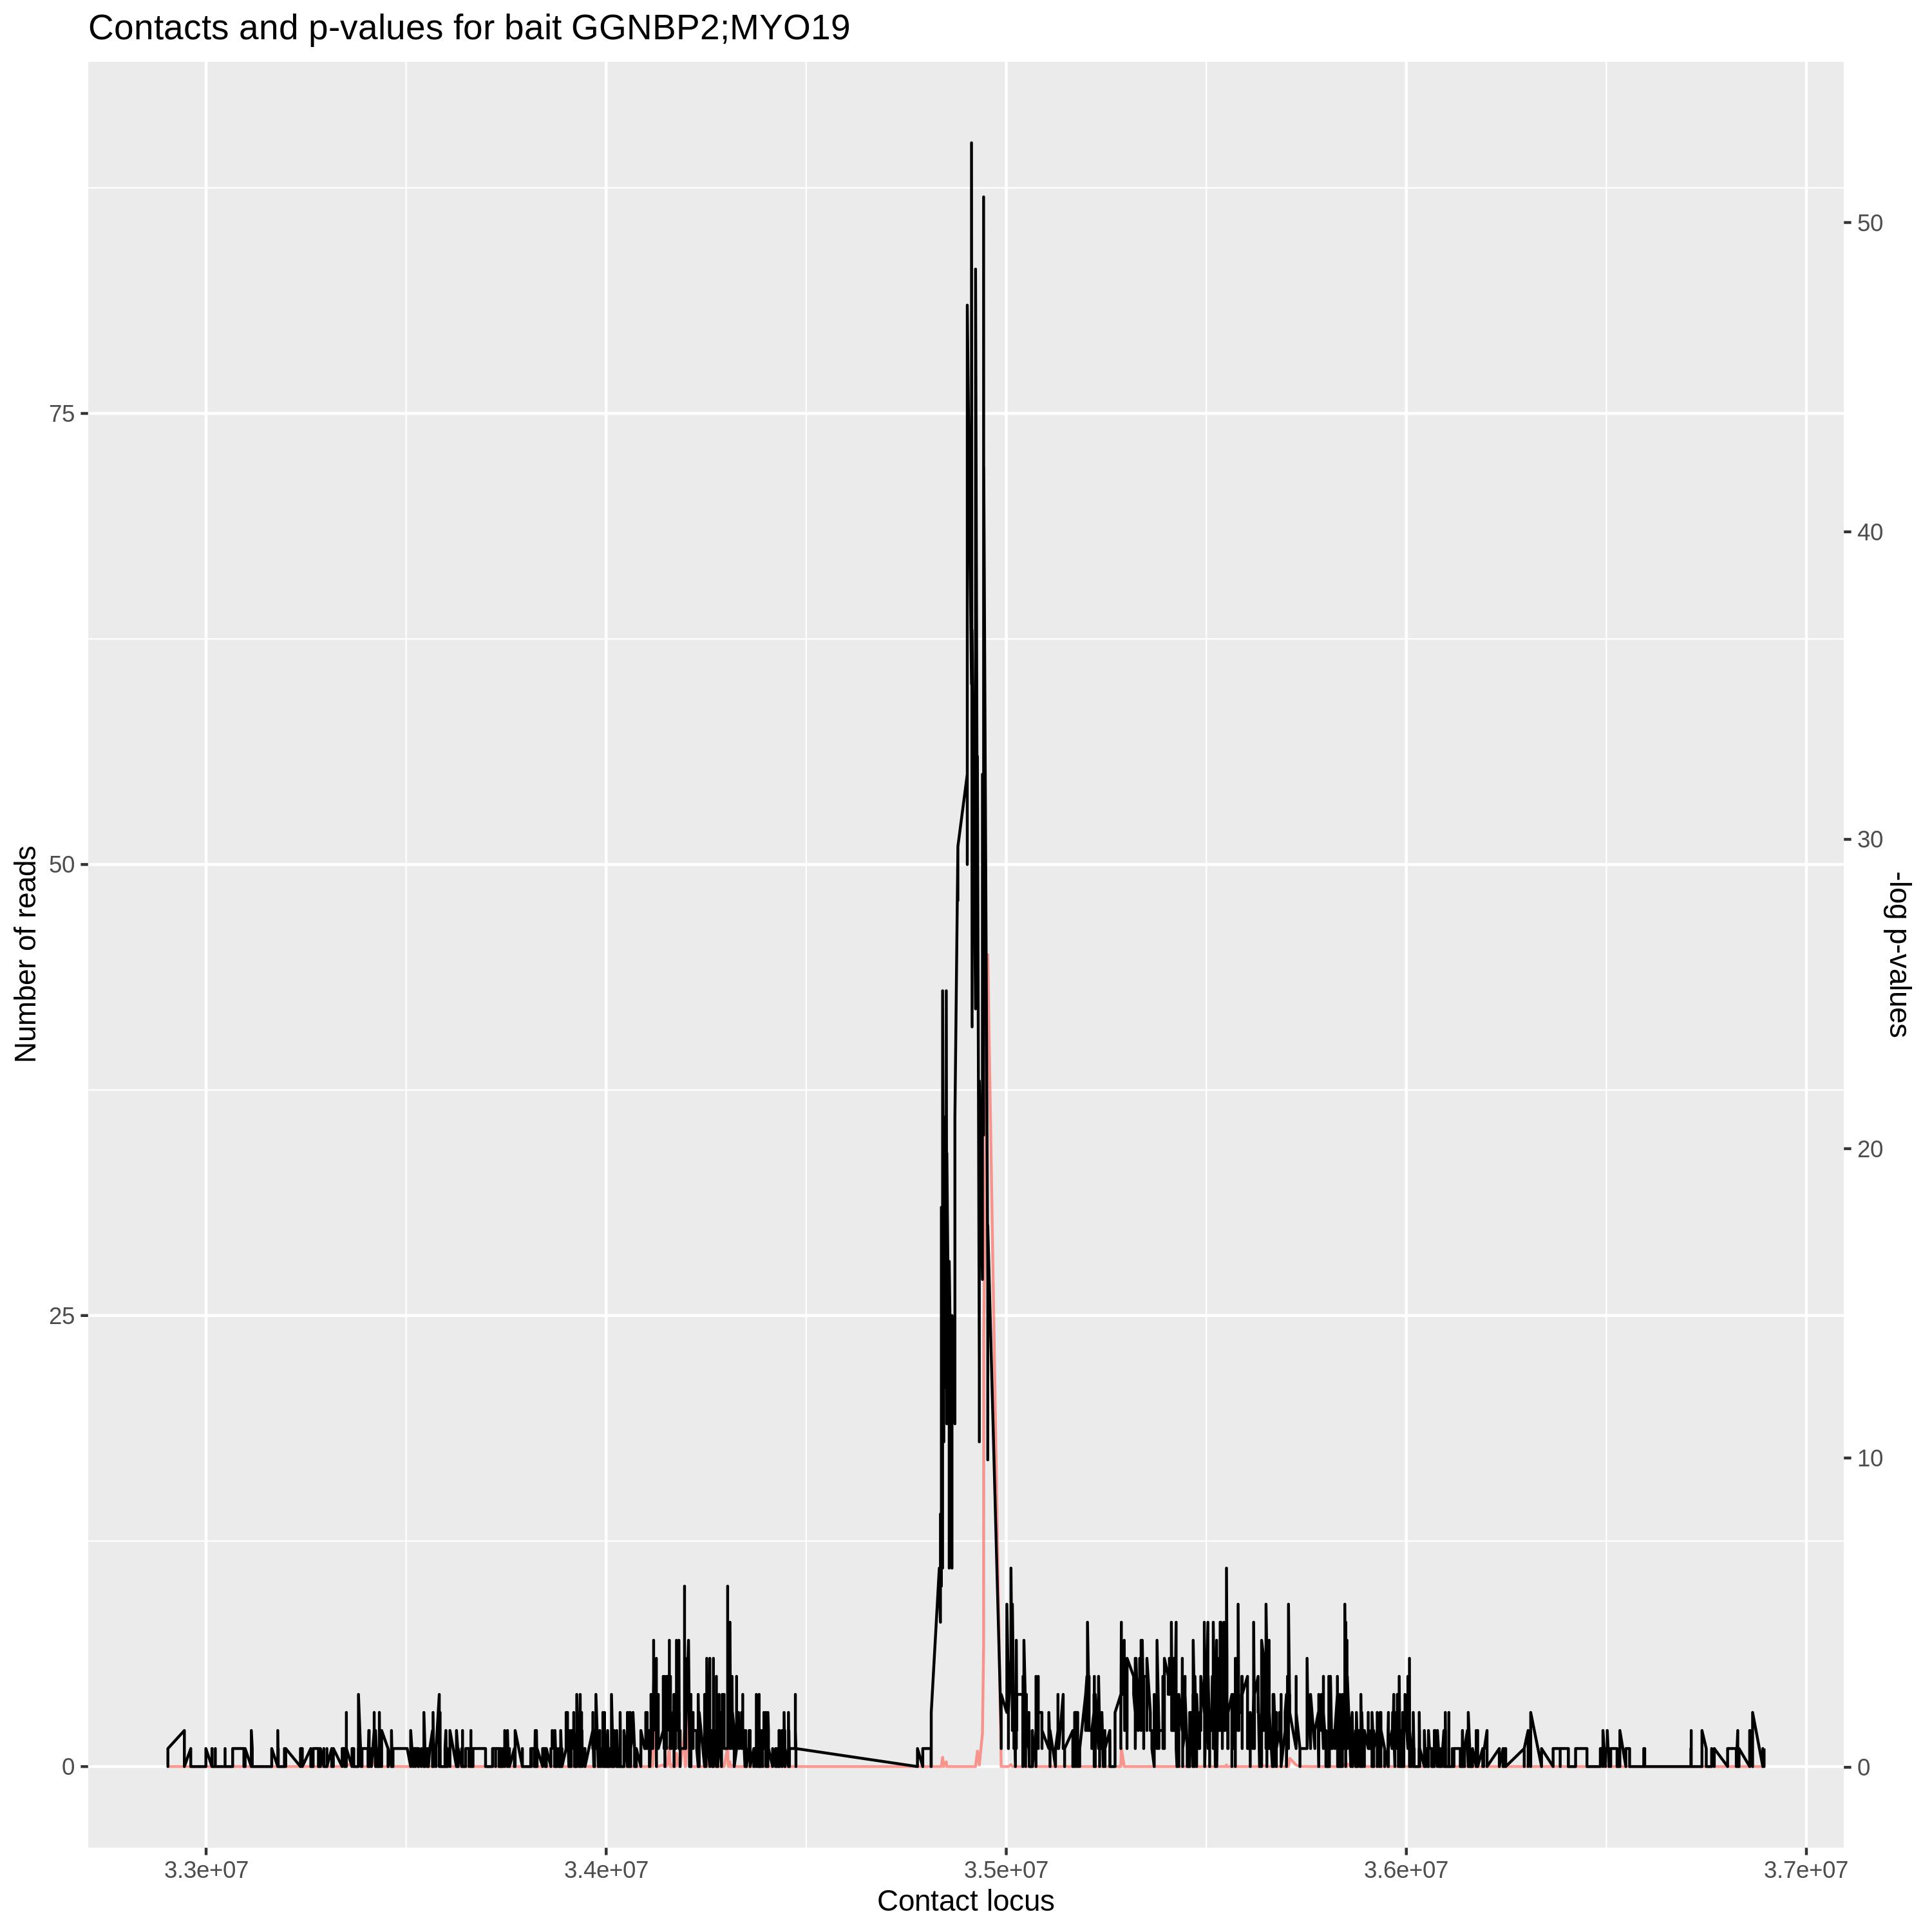 Contacts and p-values for bait GGNBP2;MYO19
75
50
25
0
Number of reads
50
40
30
20
10
0
-log p-values
3.3e+07 3.4e+07 3.5e+07 3.6e+07 3.7e+07
Contact locus